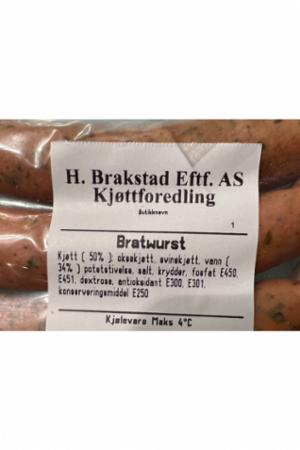 H. Brakstad Eftf. AS
Kjøttforedling
Butikknavn
1
Bratwurst
Kjøtt ( 50% ): oksekjøtt, svinekjøtt, vann (
34% ) potetstivelse, salt, krydder, fosfat E450,
E451, dextrose, antioksidant E300, E301,
konserveringsmiddel E250
Kjølevare Maks 4°C